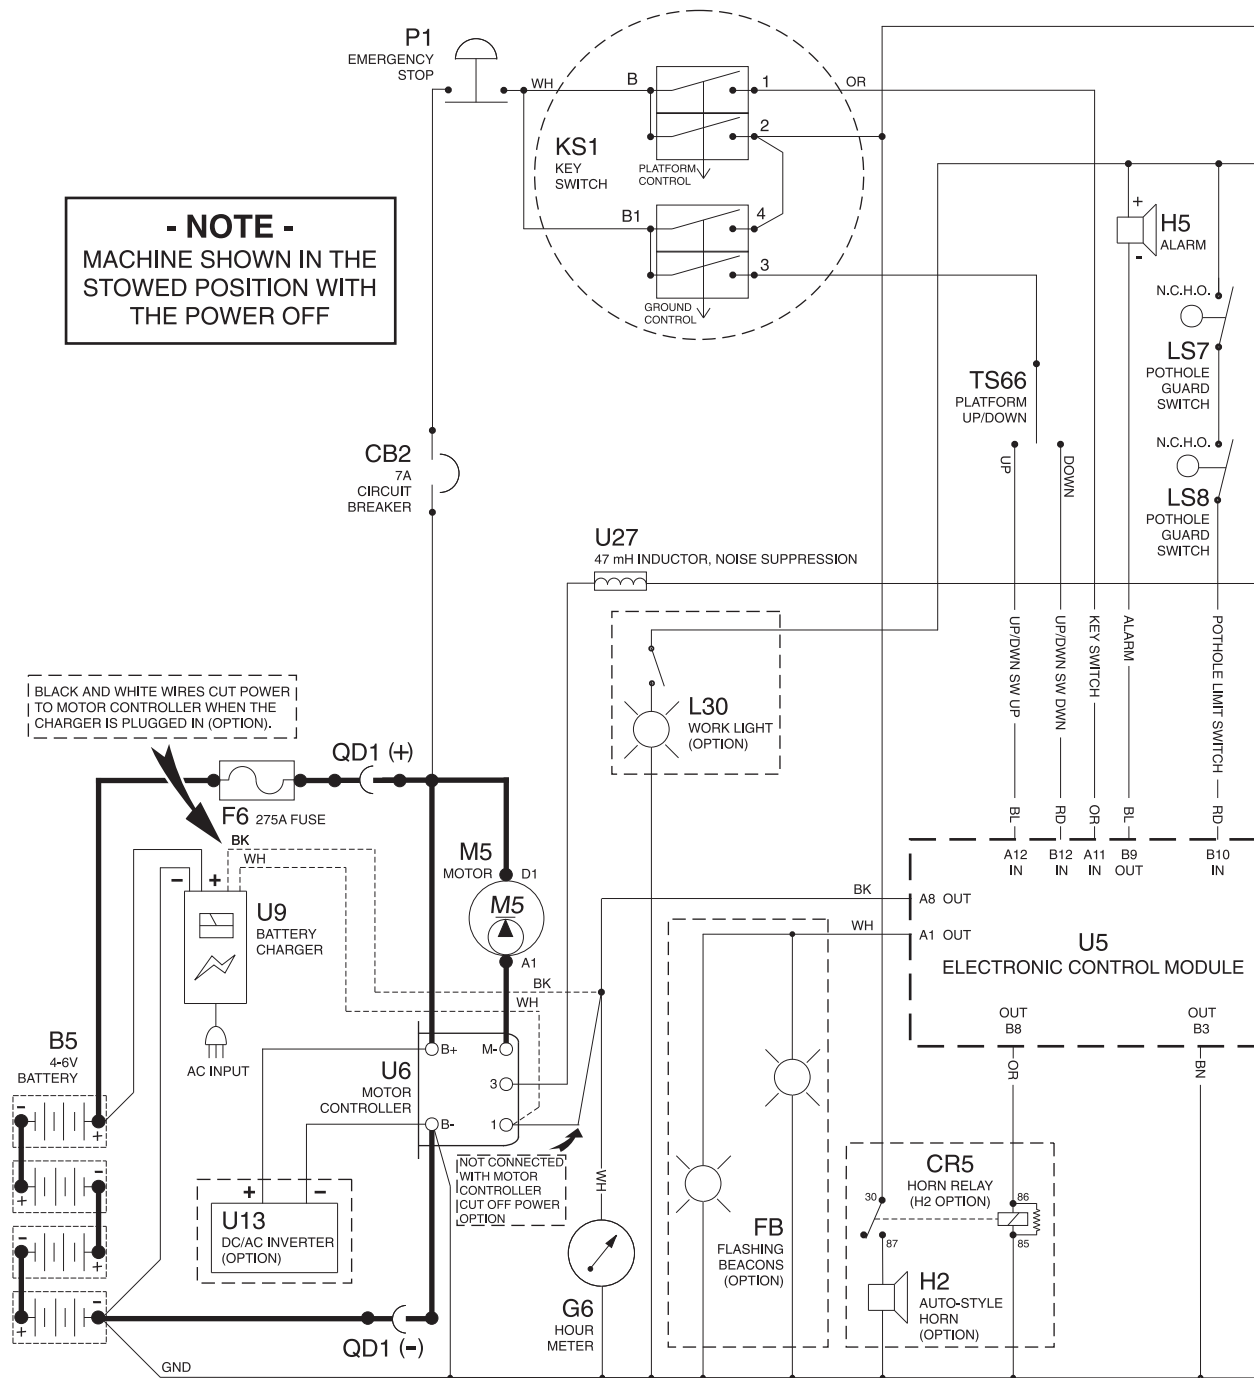 P1
EMERGENCY
STOP
WH
B
1
OR
2
KS1
KEY
SWITCH
PLATFORM
CONTROL
B1
4
3
GROUND
CONTROL
- NOTE -
MACHINE SHOWN IN THE
STOWED POSITION WITH
THE POWER OFF
+
H5
ALARM
-
N.C.H.O.
LS7
POTHOLE
GUARD
SWITCH
TS66
PLATFORM
UP/DOWN
UP
DOWN
N.C.H.O.
LS8
POTHOLE
GUARD
SWITCH
CB2
7A
CIRCUIT
BREAKER
U27
47 mH INDUCTOR, NOISE SUPPRESSION
UP/DWN SW UP
UP/DWN SW DWN
KEY SWITCH
ALARM
POTHOLE LIMIT SWITCH
BL
RD
OR
BL
RD
L30
WORK LIGHT
(OPTION)
BLACK AND WHITE WIRES CUT POWER
TO MOTOR CONTROLLER WHEN THE
CHARGER IS PLUGGED IN (OPTION).
QD1 (+)
F6 275A FUSE
BK
WH
- +
U9
BATTERY
CHARGER
AC INPUT
M5
MOTOR
D1
M5
A1
BK
WH
A12
IN
B12
IN
A11
IN
B9
OUT
B10
IN
BK
A8 OUT
WH
A1 OUT
U5
ELECTRONIC CONTROL MODULE
OUT
B8
OUT
B3
OR
BN
B5
4-6V
BATTERY
-
+
-
+
-
+
-
+
U6
MOTOR
CONTROLLER
B+
M-
3
B-
1
NOT CONNECTED
WITH MOTOR
CONTROLLER
CUT OFF POWER
OPTION
+ -
U13
DC/AC INVERTER
(OPTION)
QD1 (-)
GND
WH
G6
HOUR
METER
FB
FLASHING
BEACONS
(OPTION)
CR5
HORN RELAY
(H2 OPTION)
30
87
86
85
H2
AUTO-STYLE
HORN
(OPTION)